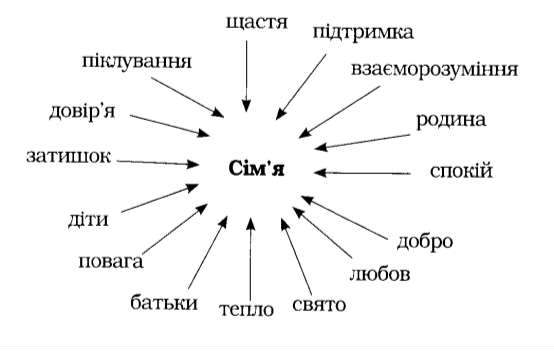 щастя
підтримка
піклування
взаєморозуміння
довір'я
родина
затишок
Сім'я
спокій
діти
добро
повага
любов
батьки
тепло
свято